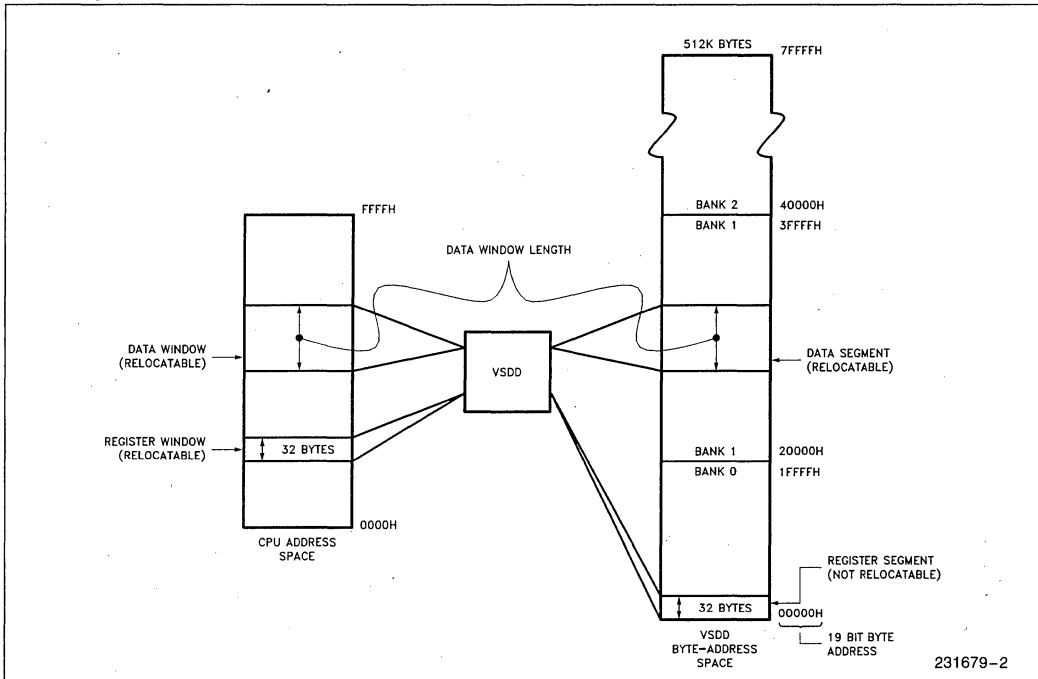 512K BYTES
7FFFFH
BANK 2
40000H
FFFFH
BANK 1
3FFFFH
DATA WINDOW LENGTH
DATA WINDOW
(RELOCATABLE)
VSDD
DATA SEGMENT
(RELOCATABLE)
REGISTER WINDOW
(RELOCATABLE)
32 BYTES
BANK 1
20000H
BANK 0
1FFFFH
0000H
CPU ADDRESS
SPACE
REGISTER SEGMENT
(NOT RELOCATABLE)
32 BYTES
00000H
VSDD
BYTE-ADDRESS
SPACE
19 BIT BYTE
ADDRESS
231679-2